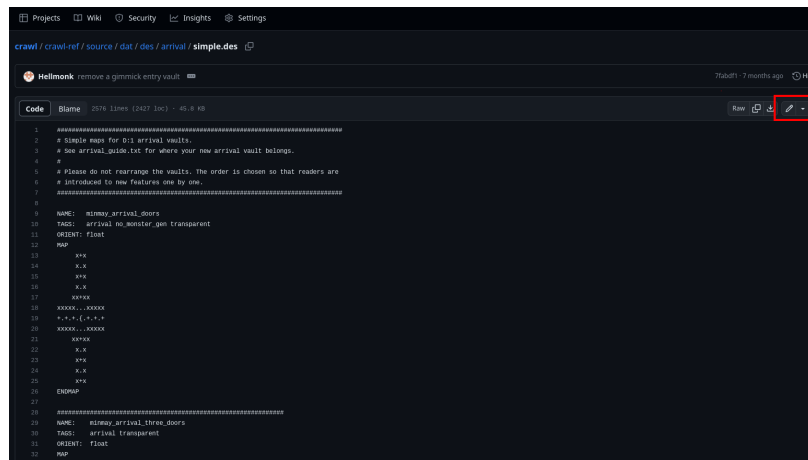 Projects Wiki Security Insights Settings
crawl / crawl-ref / source / dat / des / arrival / simple.des
Hellmonk remove a gimmick entry vault 7fabdf1 · 7 months ago
Code Blame 2576 lines (2427 loc) · 45.0 KB Raw
1 ###############################################################################
2 # Simple maps for D:1 arrival vaults.
3 # See arrival_guide.txt for where your new arrival vault belongs.
4 #
5 # Please do not rearrange the vaults. The order is chosen so that readers are
6 # introduced to new features one by one.
7 ###############################################################################
8
9 NAME: minmay_arrival_doors
10 TAGS: arrival no_monster_gen transparent
11 ORIENT: float
12 MAP
13 x+x
14 x.x
15 x+x
16 x.x
17 xx+xx
18 xxxxx...xxxxx
19 +.+.+.{.+.+.+
20 xxxxx...xxxxx
21 xx+xx
22 x.x
23 x+x
24 x.x
25 x+x
26 ENDMAP
27
28 ###############################################################
29 NAME: minmay_arrival_three_doors
30 TAGS: arrival transparent
31 ORIENT: float
32 MAP